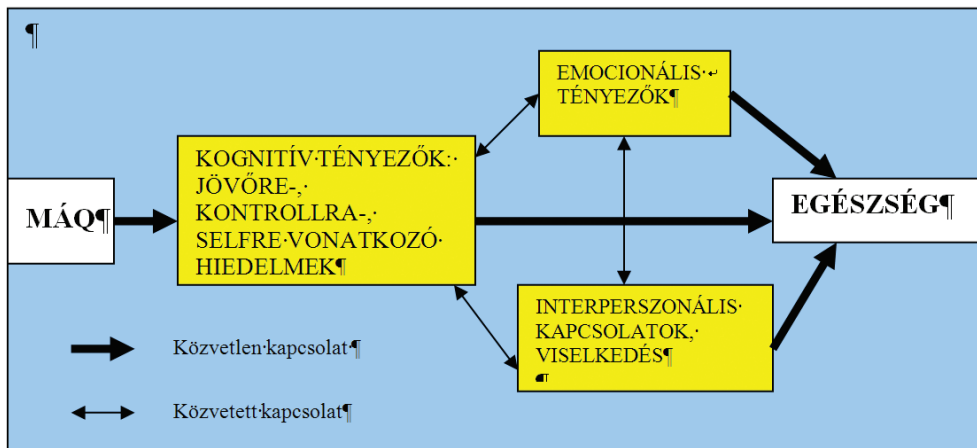 ¶
EMOCIONÁLIS·↵
TÉNYEZŐK¶
KOGNITÍV·TÉNYEZŐK:·
JÖVŐRE-,·
KONTROLLRA-,·
SELFRE·VONATKOZÓ·
HIEDELMEK¶
MÁQ¶
EGÉSZSÉG¶
INTERPERSZONÁLIS·
KAPCSOLATOK,·
VISELKEDÉS¶
¶
Közvetlen·kapcsolat·¶
Közvetett·kapcsolat¶